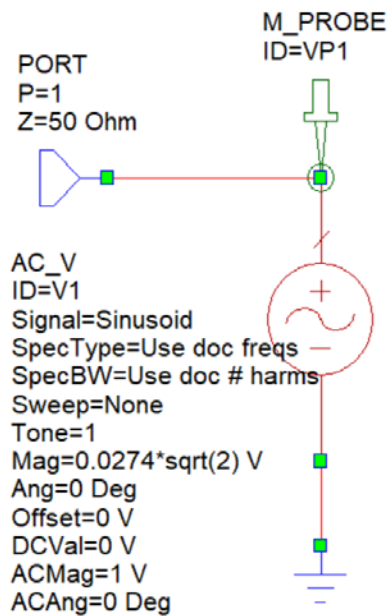 M_PROBE
ID=VP1
PORT
P=1
Z=50 Ohm
AC_V
ID=V1
Signal=Sinusoid
SpecType=Use doc freqs
SpecBW=Use doc # harms
Sweep=None
Tone=1
Mag=0.0274*sqrt(2) V
Ang=0 Deg
Offset=0 V
DCVal=0 V
ACMag=1 V
ACAng=0 Deg